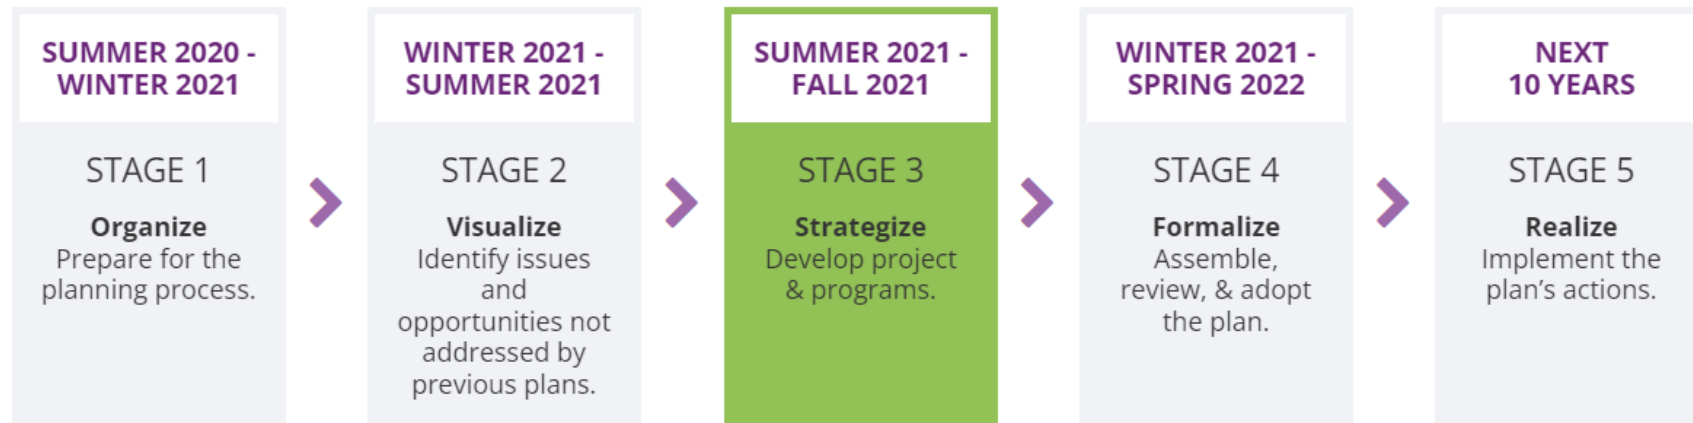 SUMMER 2020 -
WINTER 2021
STAGE 1
Organize
Prepare for the
planning process.
WINTER 2021 -
SUMMER 2021
STAGE 2
Visualize
Identify issues
and
opportunities not
addressed by
previous plans.
SUMMER 2021 -
FALL 2021
STAGE 3
Strategize
Develop project
& programs.
WINTER 2021 -
SPRING 2022
STAGE 4
Formalize
Assemble,
review, & adopt
the plan.
NEXT
10 YEARS
STAGE 5
Realize
Implement the
plan’s actions.